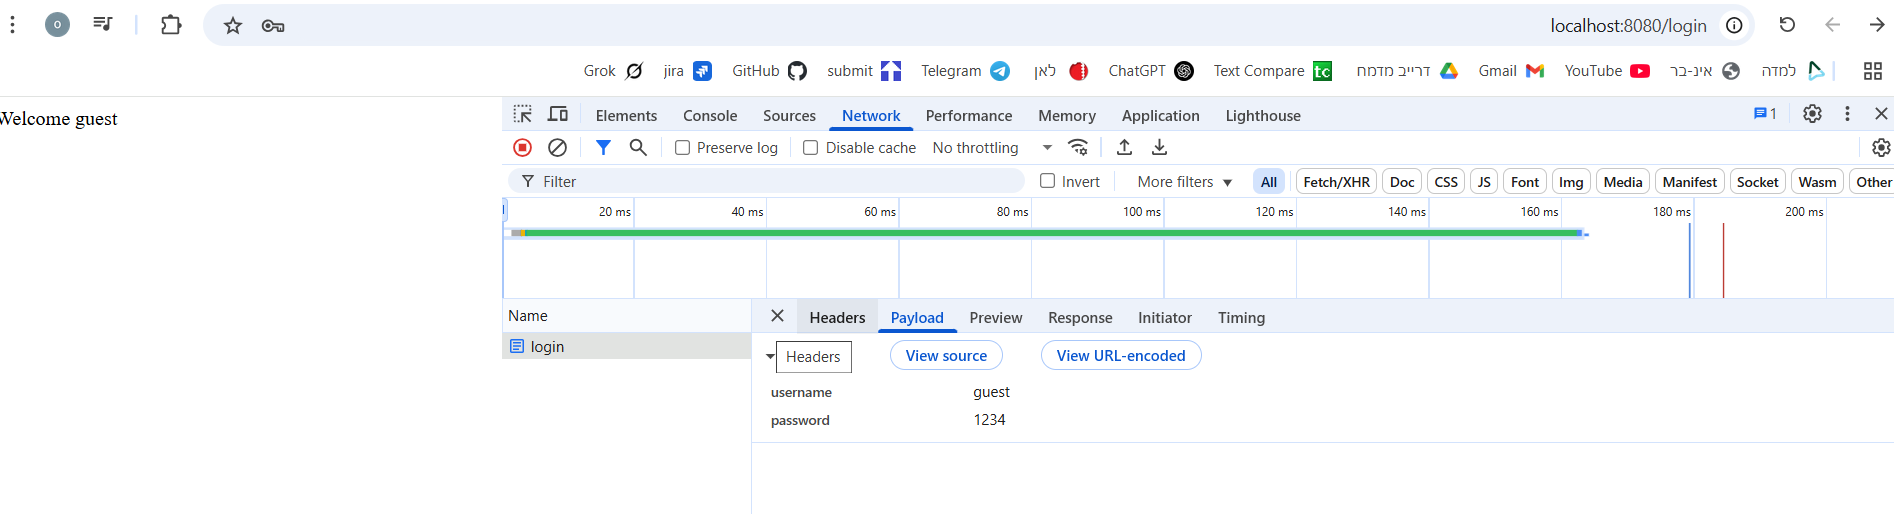 o localhost:8080/login
Grok jira GitHub submit Telegram לאן ChatGPT Text Compare tc דרייב מדמח Gmail YouTube אינ-בר למדה
Welcome guest
Elements Console Sources Network Performance Memory Application Lighthouse 1
Preserve log Disable cache No throttling
Filter Invert More filters All Fetch/XHR Doc CSS JS Font Img Media Manifest Socket Wasm Other
20 ms 40 ms 60 ms 80 ms 100 ms 120 ms 140 ms 160 ms 180 ms 200 ms
Name Headers Payload Preview Response Initiator Timing
login Headers View source View URL-encoded
username guest
password 1234